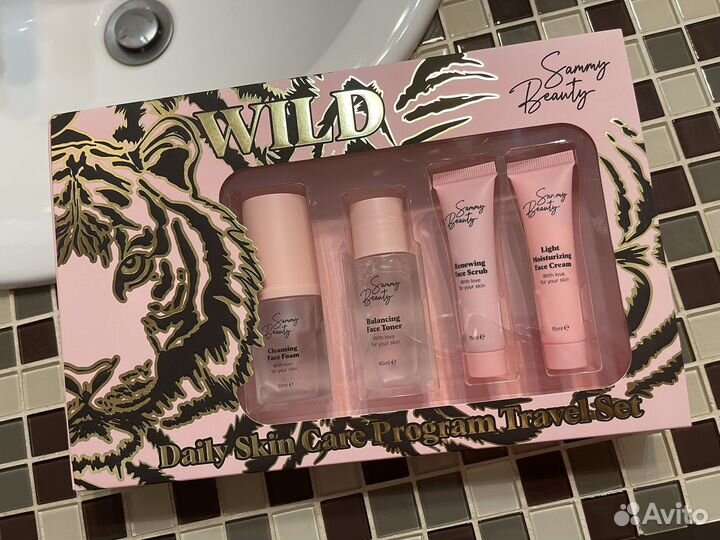 WILD
Sammy
Beauty
Sammy
Beauty
Cleansing
Face Foam
With love
for your skin
30ml e
Sammy
Beauty
Balancing
Face Toner
With love
for your skin
45ml e
Sammy
Beauty
Renewing
Face Scrub
With love
for your skin
15ml e
Sammy
Beauty
Light
Moisturizing
Face Cream
With love
for your skin
15ml e
Daily Skin Care Program Travel Set
Avito